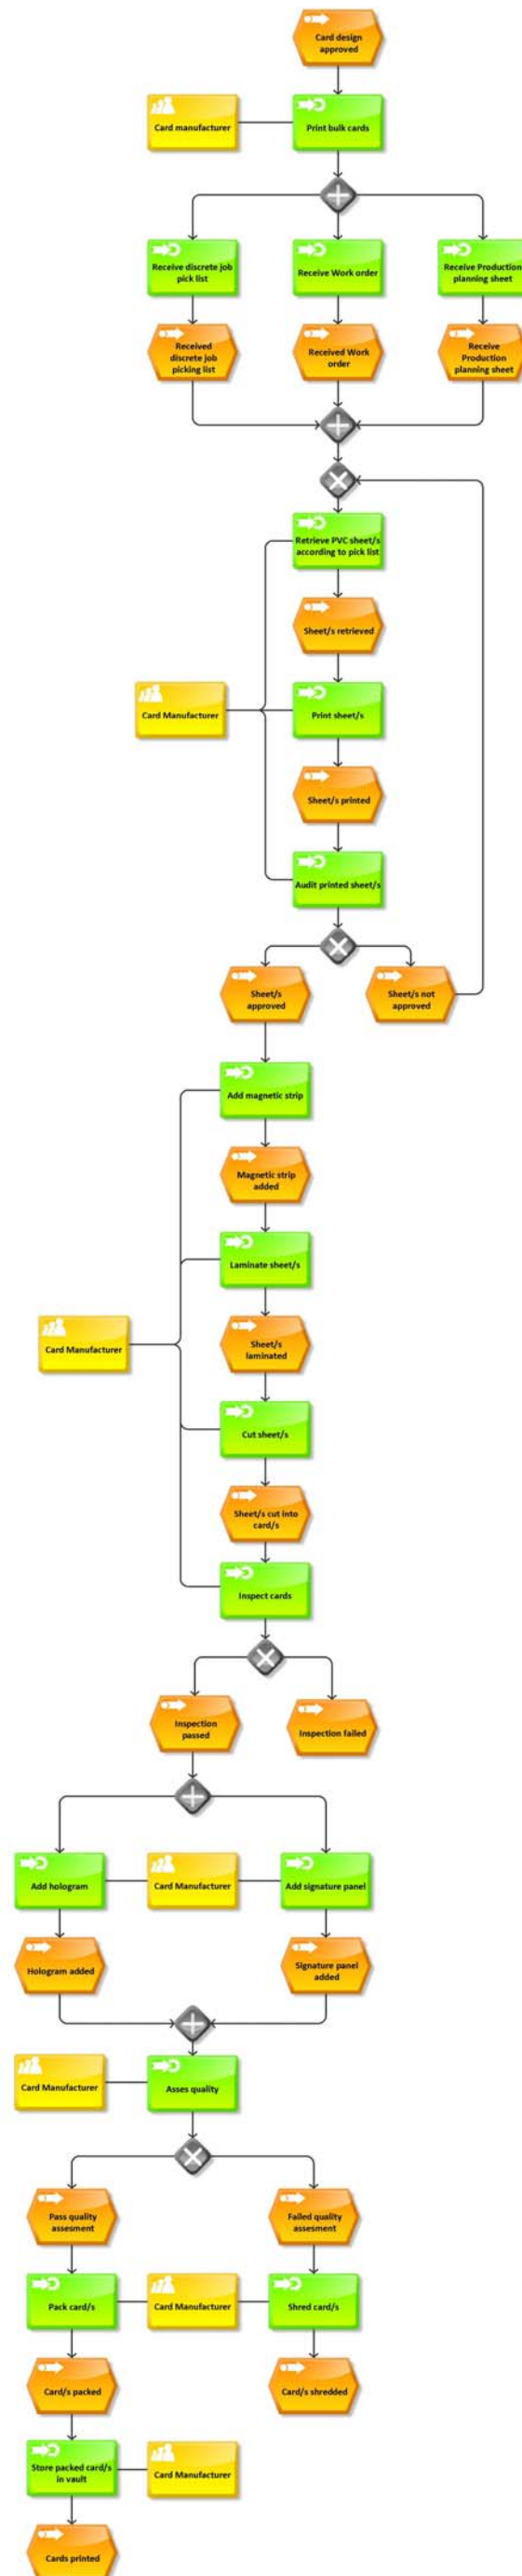 Card design
approved
Card manufacturer
Print bulk cards
Receive discrete job
pick list
Receive Work order
Receive Production
planning sheet
Received
discrete job
picking list
Received Work
order
Receive
Production
planning sheet
Retrieve PVC sheet/s
according to pick list
Sheet/s retrieved
Card Manufacturer
Print sheet/s
Sheet/s printed
Audit printed sheet/s
Sheet/s
approved
Sheet/s not
approved
Add magnetic strip
Magnetic strip
added
Laminate sheet/s
Card Manufacturer
Sheet/s
laminated
Cut sheet/s
Sheet/s cut into
card/s
Inspect cards
Inspection
passed
Inspection failed
Add hologram
Card Manufacturer
Add signature panel
Hologram added
Signature panel
added
Card Manufacturer
Asses quality
Pass quality
assesment
Failed quality
assesment
Pack card/s
Card Manufacturer
Shred card/s
Card/s packed
Card/s shredded
Store packed card/s
in vault
Card Manufacturer
Cards printed